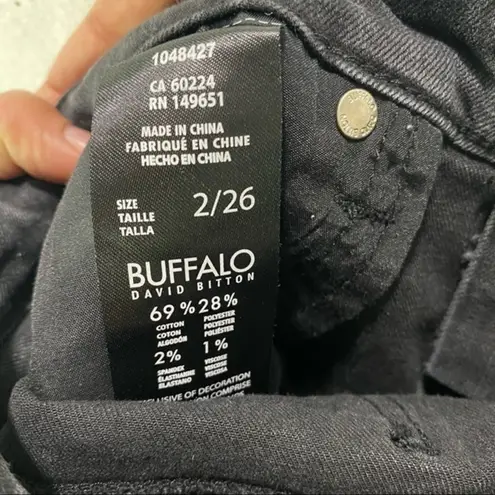 1048427
CA 60224
RN 149651
MADE IN CHINA
FABRIQUÉ EN CHINE
HECHO EN CHINA
SIZE
TAILLE
TALLA
2/26
BUFFALO
DAVID BITTON
69% 28%
COTTON POLYESTER
COTON POLYESTER
ALGODÓN POLIÉSTER
2% 1%
SPANDEX VISCOSE
ÉLASTHANNE VISCOSE
ELASTANO VISCOSA
OF DECORATION
COMPRISE